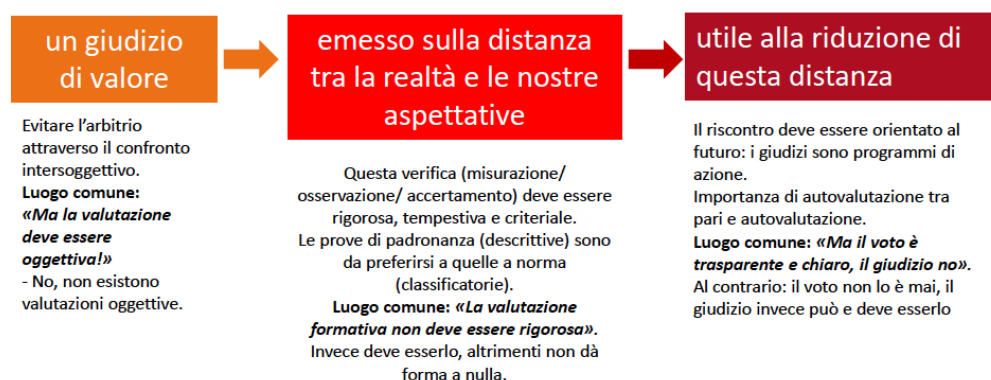 un giudizio
di valore
Evitare l'arbitrio
attraverso il confronto
intersoggettivo.
Luogo comune:
«Ma la valutazione
deve essere
oggettiva!»
- No, non esistono
valutazioni oggettive.
emesso sulla distanza
tra la realtà e le nostre
aspettative
Questa verifica (misurazione/
osservazione/ accertamento) deve essere
rigorosa, tempestiva e criteriale.
Le prove di padronanza (descrittive) sono
da preferirsi a quelle a norma
(classificatorie).
Luogo comune: «La valutazione
formativa non deve essere rigorosa».
Invece deve esserlo, altrimenti non dà
forma a nulla.
utile alla riduzione di
questa distanza
Il riscontro deve essere orientato al
futuro: i giudizi sono programmi di
azione.
Importanza di autovalutazione tra
pari e autovalutazione.
Luogo comune: «Ma il voto è
trasparente e chiaro, il giudizio no».
Al contrario: il voto non lo è mai, il
giudizio invece può e deve esserlo